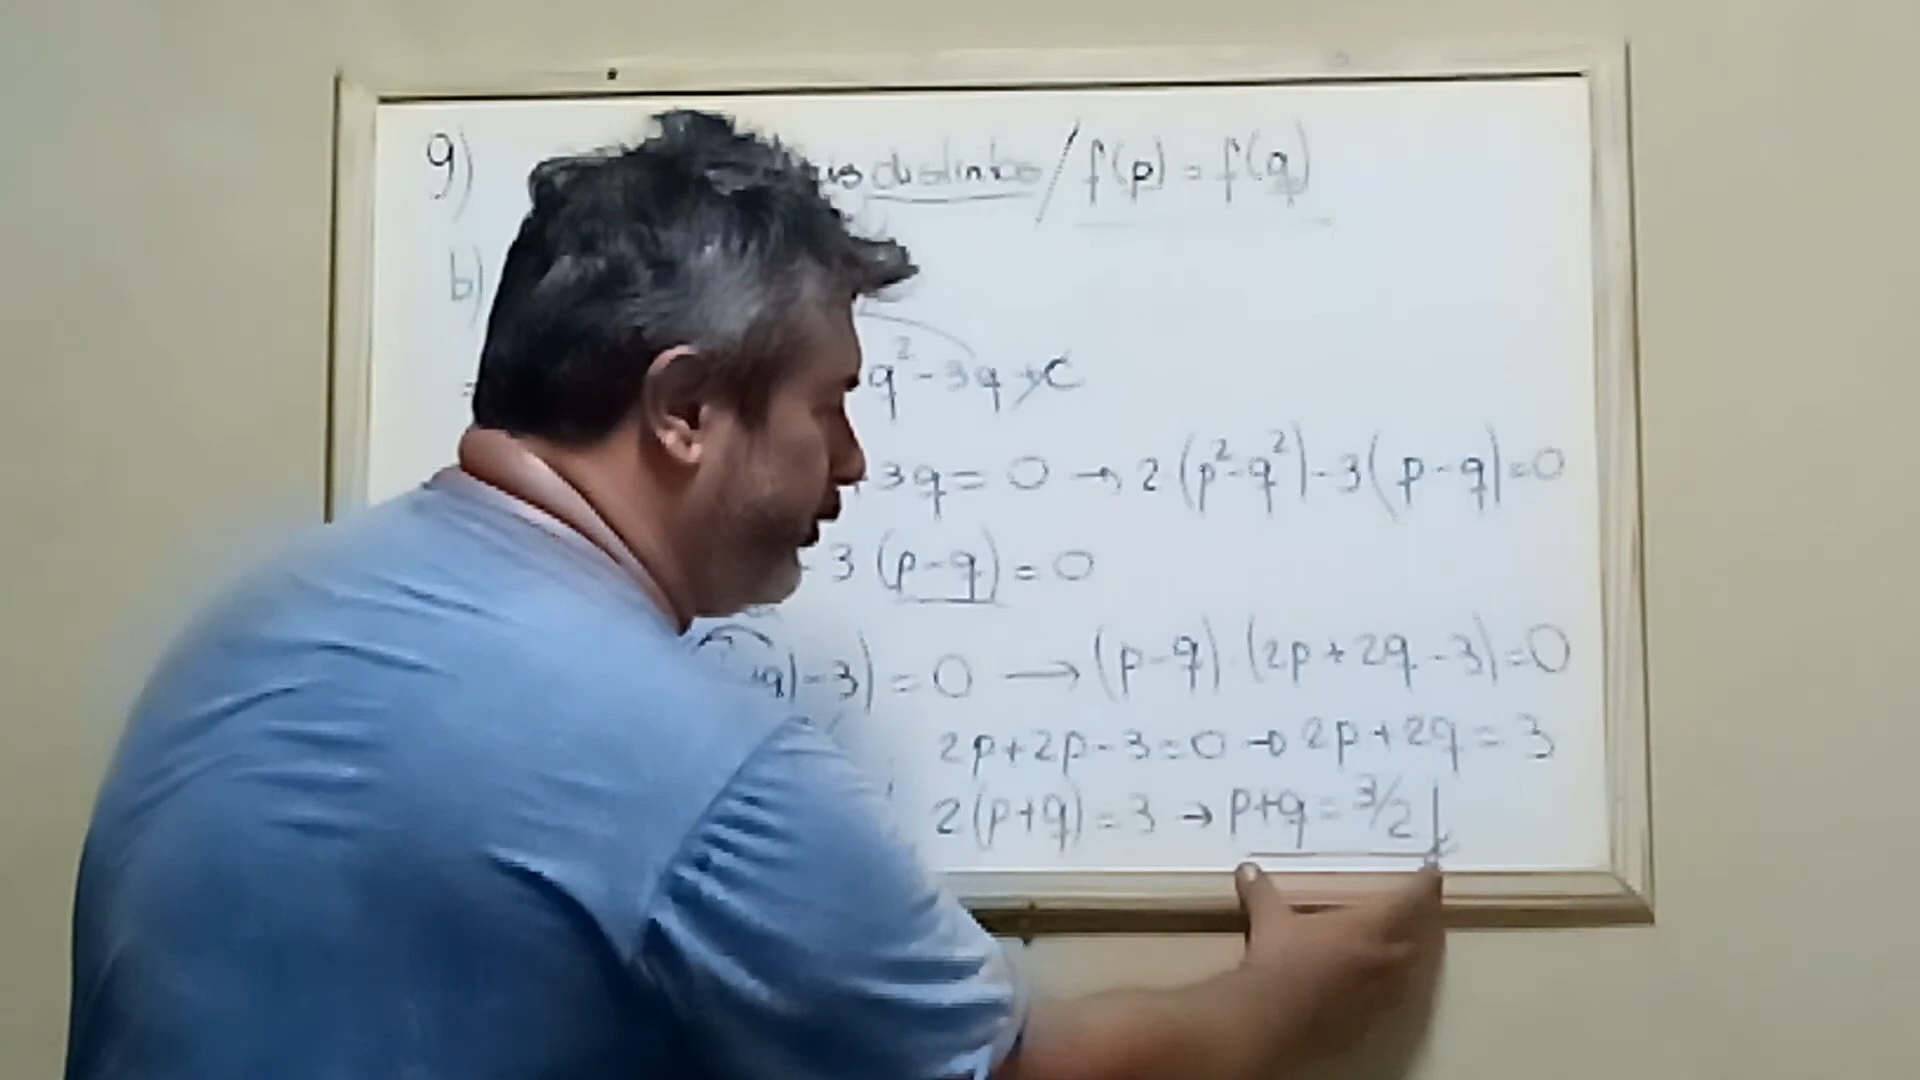 9) distintos / f(p) = f(q)
b)
= q² - 3q + C
3q = 0 → 2(p² - q²) - 3(p - q) = 0
- 3(p - q) = 0
+q) - 3) = 0 → (p - q) · (2p + 2q - 3) = 0
2p + 2p - 3 = 0 → 2p + 2q = 3
2(p + q) = 3 → p + q = 3/2